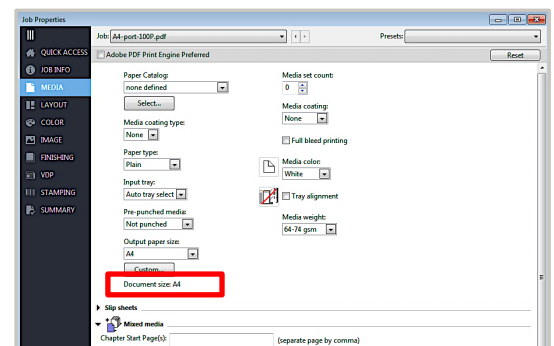 Job Properties
Job: A4-port-100P.pdf
Presets:
QUICK ACCESS
Adobe PDF Print Engine Preferred
Reset
JOB INFO
MEDIA
LAYOUT
COLOR
IMAGE
FINISHING
VDP
STAMPING
SUMMARY
Paper Catalog:
none defined
Select...
Media coating type:
None
Paper type:
Plain
Input tray:
Auto tray select
Pre-punched media:
Not punched
Output paper size:
A4
Custom...
Document size: A4
Media set count:
0
Media coating:
None
Full bleed printing
Media color:
White
Tray alignment
Media weight:
64-74 gsm
Slip sheets
Mixed media
Chapter Start Page(s):
(separate page by comma)